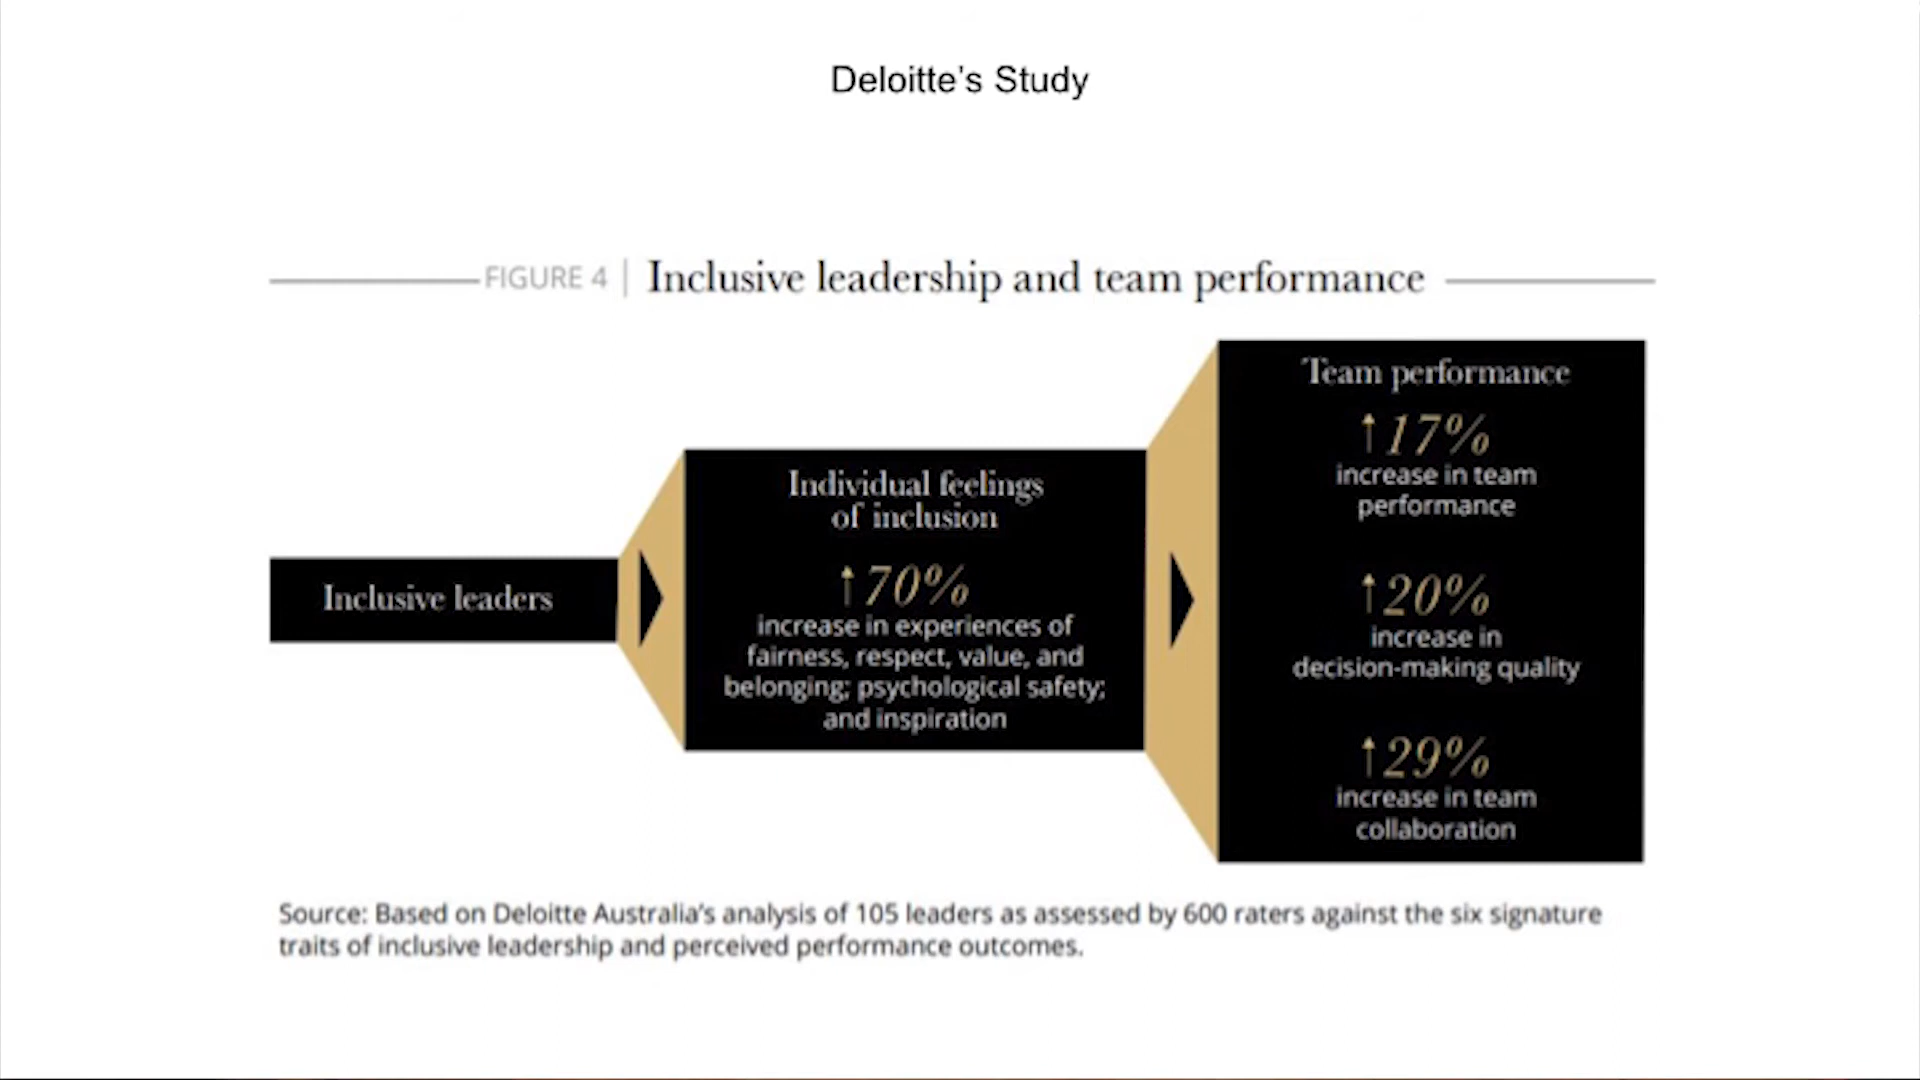 Deloitte's Study
FIGURE 4 | Inclusive leadership and team performance
Inclusive leaders
Individual feelings
of inclusion
↑70%
increase in experiences of
fairness, respect, value, and
belonging; psychological safety;
and inspiration
Team performance
↑17%
increase in team
performance
↑20%
increase in
decision-making quality
↑29%
increase in team
collaboration
Source: Based on Deloitte Australia's analysis of 105 leaders as assessed by 600 raters against the six signature
traits of inclusive leadership and perceived performance outcomes.